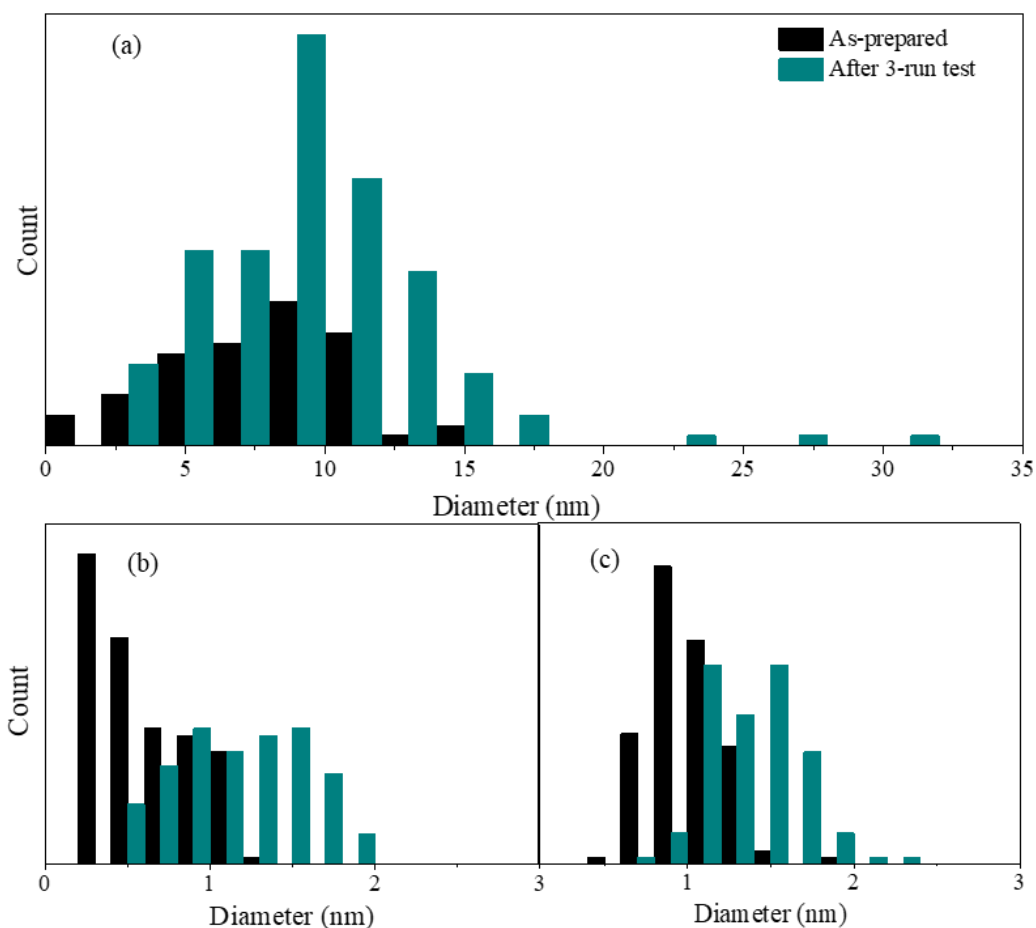 (a)
As-prepared
After 3-run test
Count
0 5 10 15 20 25 30 35
Diameter (nm)
(b)
(c)
Count
0 1 2 3 1 2 3
Diameter (nm)
Diameter (nm)